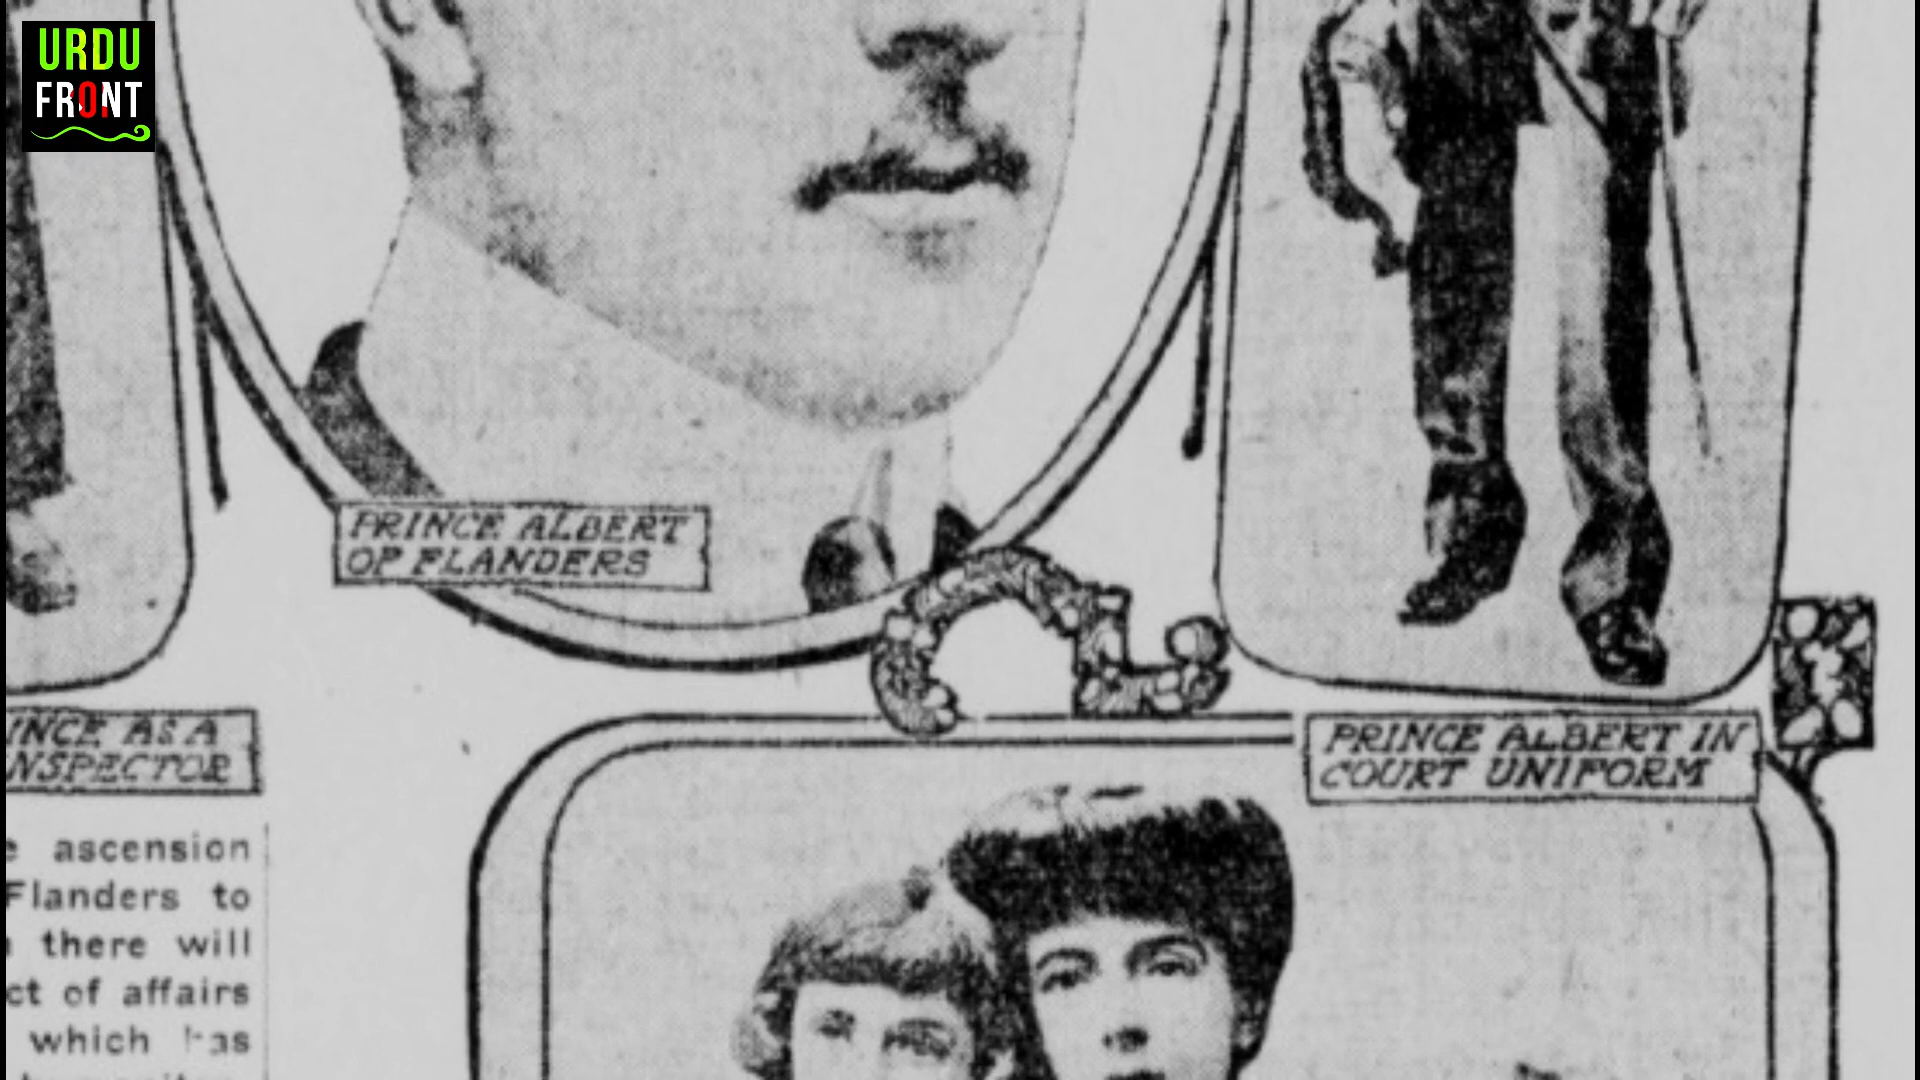 URDU
FRONT
PRINCE ALBERT
OF FLANDERS
INCE AS A
NSPECTOR
PRINCE ALBERT IN
COURT UNIFORM
e ascension
Flanders to
there will
ct of affairs
which has